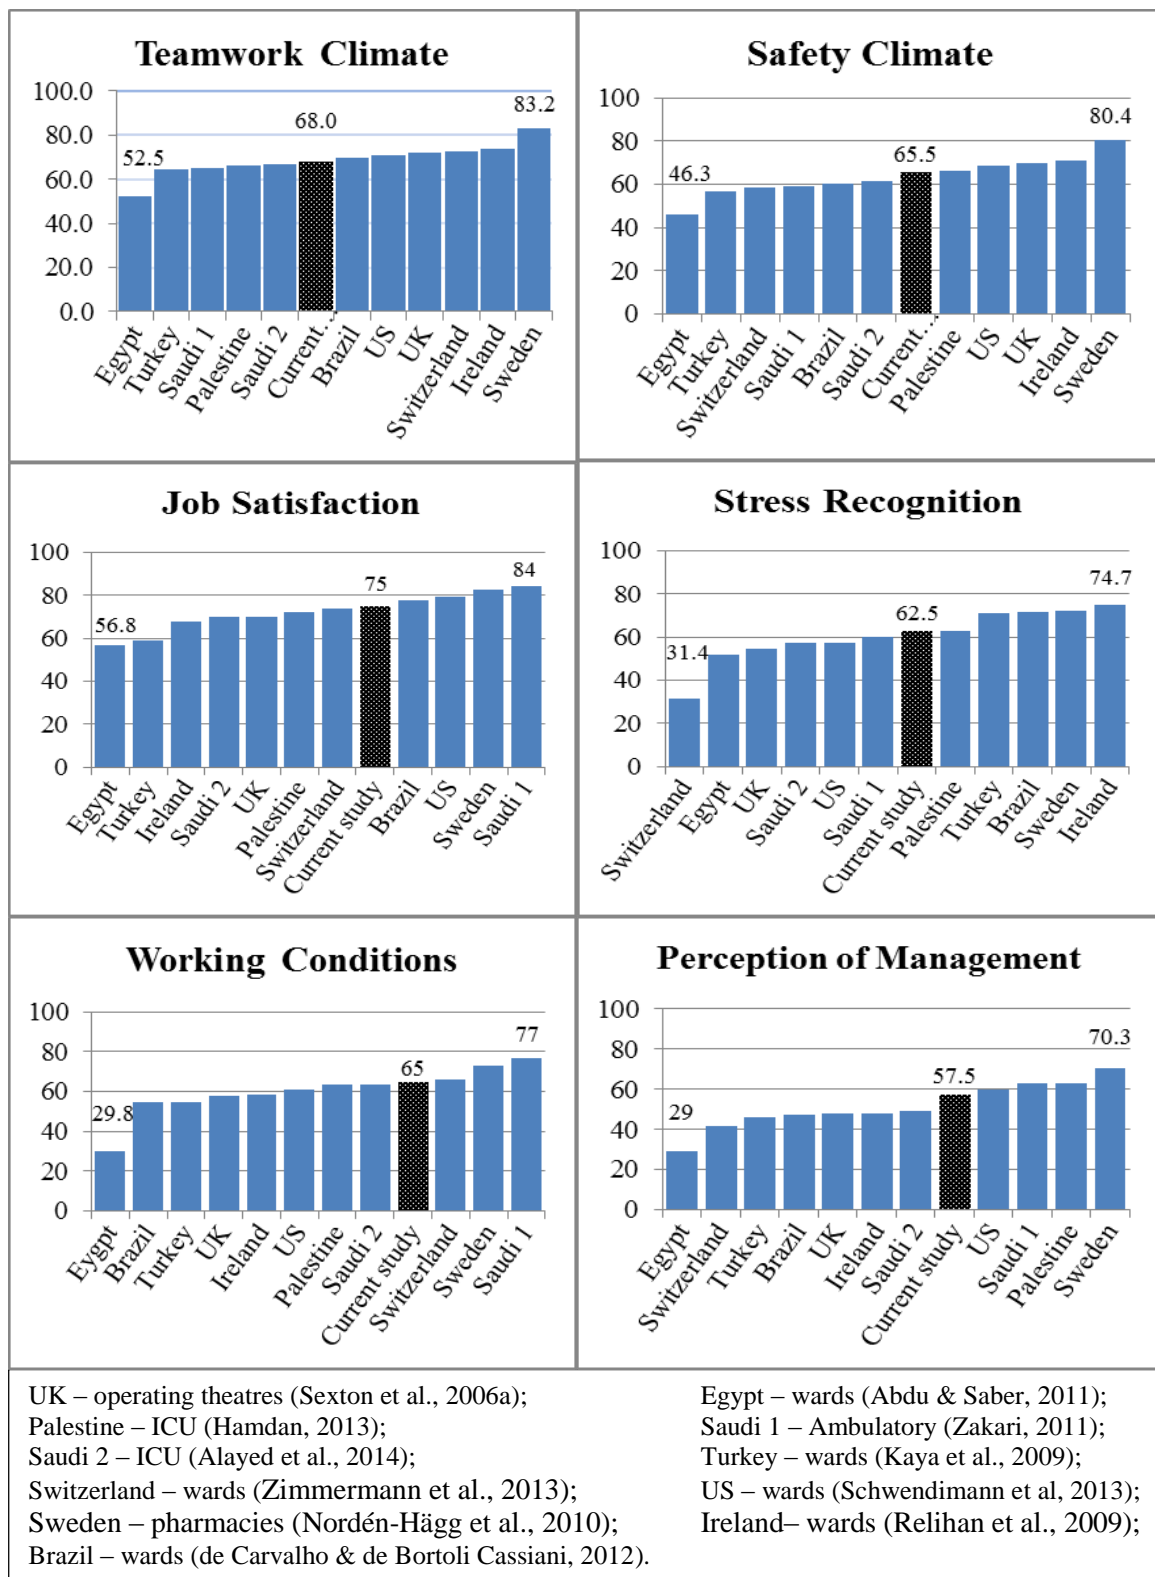 Teamwork Climate
100.0
80.0
60.0
40.0
20.0
0.0
52.5
68.0
83.2
Egypt
Turkey
Saudi 1
Palestine
Saudi 2
Current…
Brazil
US
UK
Switzerland
Ireland
Sweden
Safety Climate
100
80
60
40
20
0
46.3
65.5
80.4
Egypt
Turkey
Switzerland
Saudi 1
Brazil
Saudi 2
Current…
Palestine
US
UK
Ireland
Sweden
Job Satisfaction
100
80
60
40
20
0
56.8
75
84
Egypt
Turkey
Ireland
Saudi 2
UK
Palestine
Switzerland
Current study
Brazil
US
Sweden
Saudi 1
Stress Recognition
100
80
60
40
20
0
31.4
62.5
74.7
Switzerland
Egypt
UK
Saudi 2
US
Saudi 1
Current study
Palestine
Turkey
Brazil
Sweden
Ireland
Working Conditions
100
80
60
40
20
0
29.8
65
77
Eygpt
Brazil
Turkey
UK
Ireland
US
Palestine
Saudi 2
Current study
Switzerland
Sweden
Saudi 1
Perception of Management
100
80
60
40
20
0
29
57.5
70.3
Egypt
Switzerland
Turkey
Brazil
UK
Ireland
Saudi 2
Current study
US
Saudi 1
Palestine
Sweden
UK – operating theatres (Sexton et al., 2006a);
Palestine – ICU (Hamdan, 2013);
Saudi 2 – ICU (Alayed et al., 2014);
Switzerland – wards (Zimmermann et al., 2013);
Sweden – pharmacies (Nordén-Hägg et al., 2010);
Brazil – wards (de Carvalho & de Bortoli Cassiani, 2012).
Egypt – wards (Abdu & Saber, 2011);
Saudi 1 – Ambulatory (Zakari, 2011);
Turkey – wards (Kaya et al., 2009);
US – wards (Schwendimann et al, 2013);
Ireland– wards (Relihan et al., 2009);